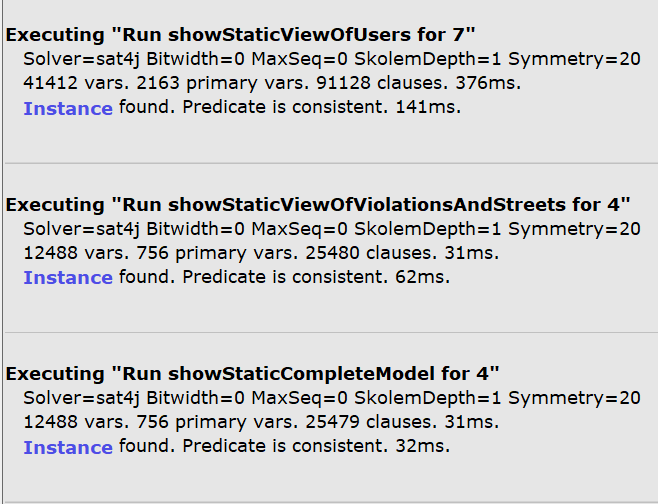 Executing "Run showStaticViewOfUsers for 7"
Solver=sat4j Bitwidth=0 MaxSeq=0 SkolemDepth=1 Symmetry=20
41412 vars. 2163 primary vars. 91128 clauses. 376ms.
Instance found. Predicate is consistent. 141ms.
Executing "Run showStaticViewOfViolationsAndStreets for 4"
Solver=sat4j Bitwidth=0 MaxSeq=0 SkolemDepth=1 Symmetry=20
12488 vars. 756 primary vars. 25480 clauses. 31ms.
Instance found. Predicate is consistent. 62ms.
Executing "Run showStaticCompleteModel for 4"
Solver=sat4j Bitwidth=0 MaxSeq=0 SkolemDepth=1 Symmetry=20
12488 vars. 756 primary vars. 25479 clauses. 31ms.
Instance found. Predicate is consistent. 32ms.